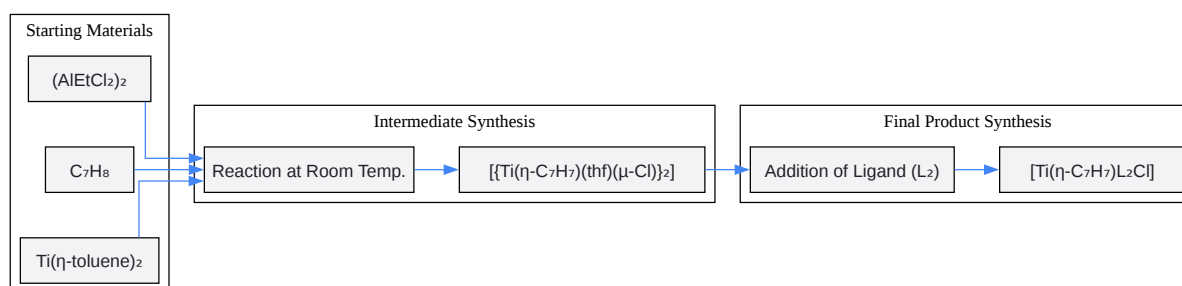 Starting Materials
(AlEtCl₂)₂
C₇H₈
Ti(η-toluene)₂
Intermediate Synthesis
Reaction at Room Temp.
[{Ti(η-C₇H₇)(thf)(μ-Cl)}₂]
Final Product Synthesis
Addition of Ligand (L₂)
[Ti(η-C₇H₇)L₂Cl]